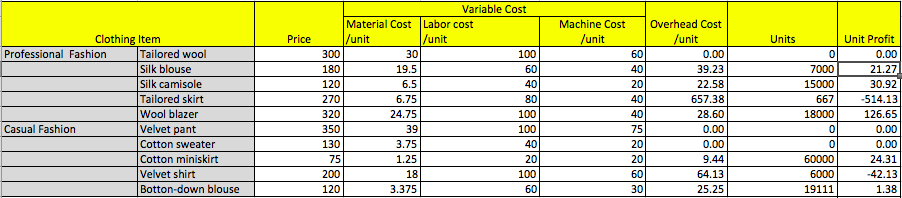 Variable Cost
Material Cost Labor cost Machine Cost Overhead Cost
Clothing Item Price /unit /unit /unit /unit Units Unit Profit
Professional Fashion Tailored wool 300 30 100 60 0.00 0 0.00
Silk blouse 180 19.5 60 40 39.23 7000 21.27
Silk camisole 120 6.5 40 20 22.58 15000 30.92
Tailored skirt 270 6.75 80 40 657.38 667 -514.13
Wool blazer 320 24.75 100 40 28.60 18000 126.65
Casual Fashion Velvet pant 350 39 100 75 0.00 0 0.00
Cotton sweater 130 3.75 40 20 0.00 0 0.00
Cotton miniskirt 75 1.25 20 20 9.44 60000 24.31
Velvet shirt 200 18 100 60 64.13 6000 -42.13
Botton-down blouse 120 3.375 60 30 25.25 19111 1.38